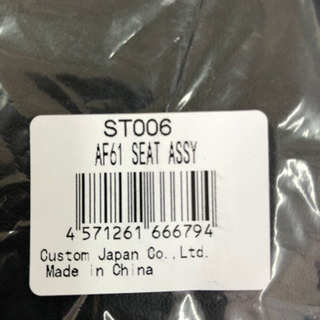 ST006
AF61 SEAT ASSY
4 571261 666794
Custom Japan Co.,Ltd.
Made in China